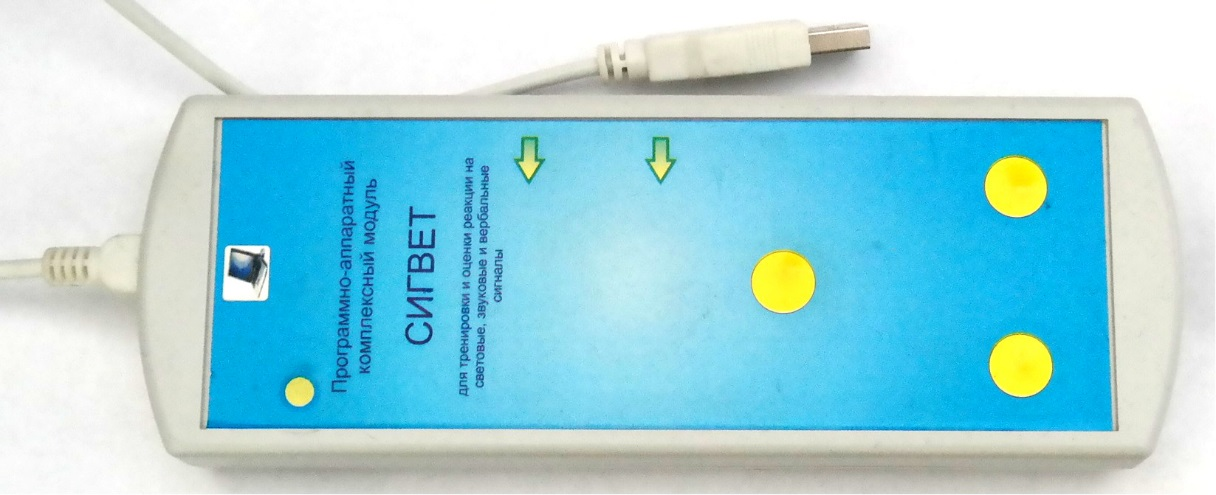 Программно-аппаратный
комплексный модуль
СИГВЕТ
для тренировки и оценки реакции на
световые, звуковые и вербальные
сигналы